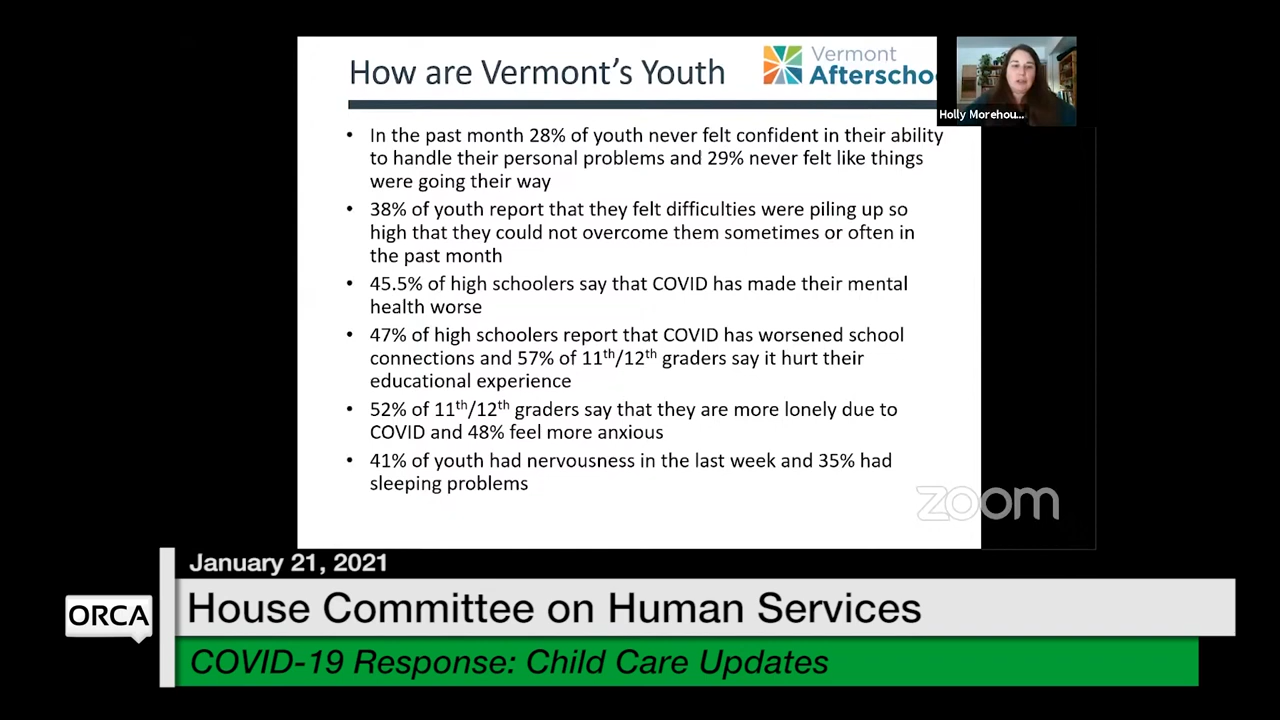 How are Vermont's Youth
Vermont
Afterschoo
Holly Morehou...
• In the past month 28% of youth never felt confident in their ability
to handle their personal problems and 29% never felt like things
were going their way
• 38% of youth report that they felt difficulties were piling up so
high that they could not overcome them sometimes or often in
the past month
• 45.5% of high schoolers say that COVID has made their mental
health worse
• 47% of high schoolers report that COVID has worsened school
connections and 57% of 11th/12th graders say it hurt their
educational experience
• 52% of 11th/12th graders say that they are more lonely due to
COVID and 48% feel more anxious
• 41% of youth had nervousness in the last week and 35% had
sleeping problems
zoom
January 21, 2021
ORCA
House Committee on Human Services
COVID-19 Response: Child Care Updates